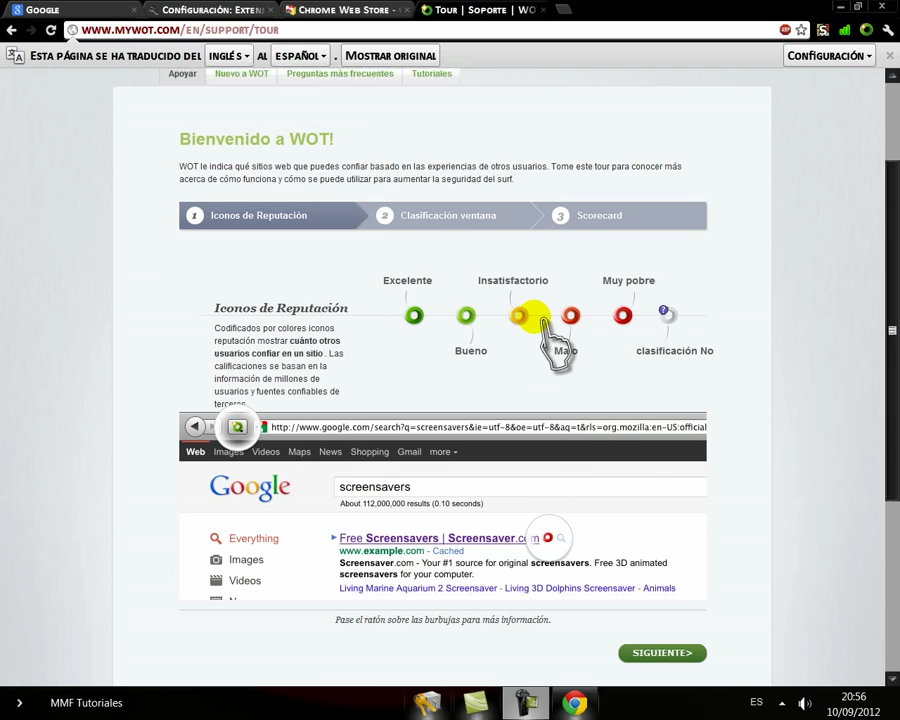 Google
Configuración: Exten
Chrome Web Store -
Tour | Soporte | WO
www.mywot.com/en/support/tour
Esta página se ha traducido del inglés al español . Mostrar original Configuración
Apoyar Nuevo a WOT Preguntas más frecuentes Tutoriales
Bienvenido a WOT!
WOT le indica qué sitios web que puedes confiar basado en las experiencias de otros usuarios. Tome este tour para conocer más
acerca de cómo funciona y cómo se puede utilizar para aumentar la seguridad del surf.
1 Iconos de Reputación 2 Clasificación ventana 3 Scorecard
Excelente Insatisfactorio Muy pobre
Bueno Malo clasificación No
Iconos de Reputación
Codificados por colores iconos
reputación mostrar cuánto otros
usuarios confiar en un sitio . Las
calificaciones se basan en la
información de millones de
usuarios y fuentes confiables de
terceros.
http://www.google.com/search?q=screensavers&ie=utf-8&oe=utf-8&aq=t&rls=org.mozilla:en-US:official
Web Images Videos Maps News Shopping Gmail more
Google screensavers
About 112,000,000 results (0.10 seconds)
Everything
Images
Videos
Free Screensavers | Screensaver.com
www.example.com - Cached
Screensaver.com - Your #1 source for original screensavers. Free 3D animated
screensavers for your computer.
Living Marine Aquarium 2 Screensaver - Living 3D Dolphins Screensaver - Animals
Pase el ratón sobre las burbujas para más información.
SIGUIENTE>
MMF Tutoriales
ES
20:56
10/09/2012